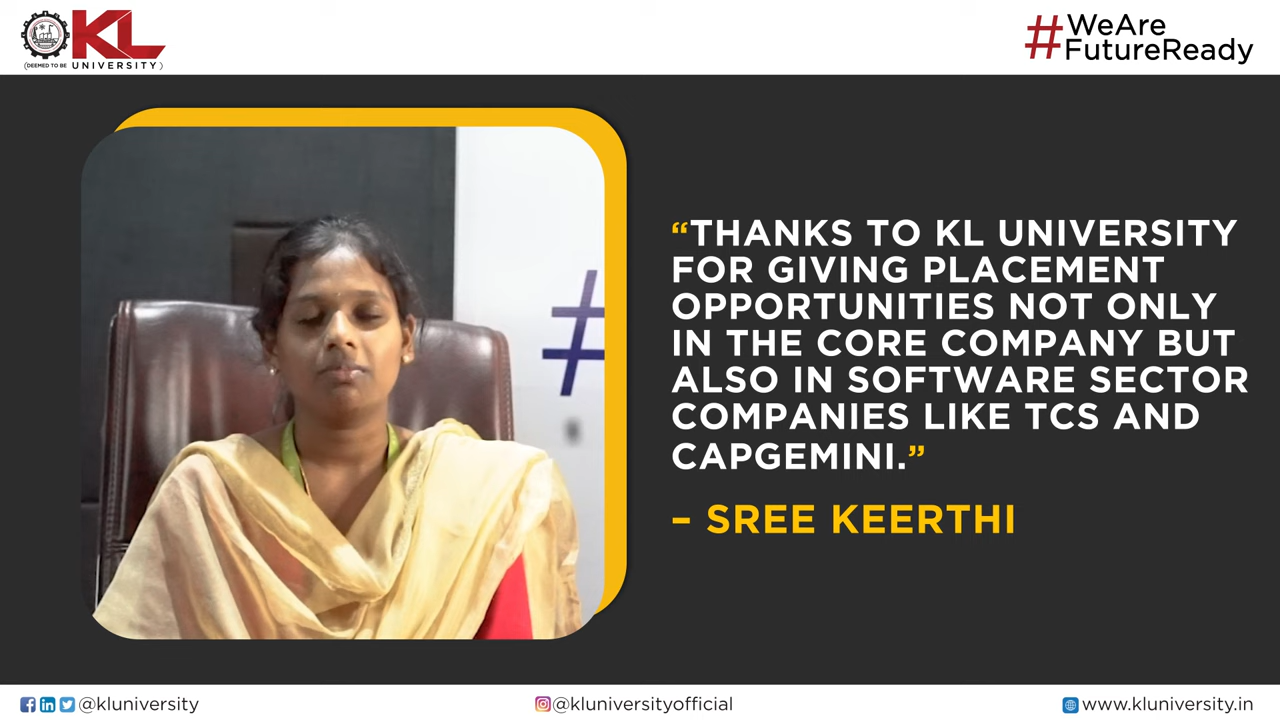 KL
(DEEMED TO BE UNIVERSITY)
#WeAre
FutureReady
#
“THANKS TO KL UNIVERSITY
FOR GIVING PLACEMENT
OPPORTUNITIES NOT ONLY
IN THE CORE COMPANY BUT
ALSO IN SOFTWARE SECTOR
COMPANIES LIKE TCS AND
CAPGEMINI.”
– SREE KEERTHI
@kluniversity
@kluniversityofficial
www.kluniversity.in